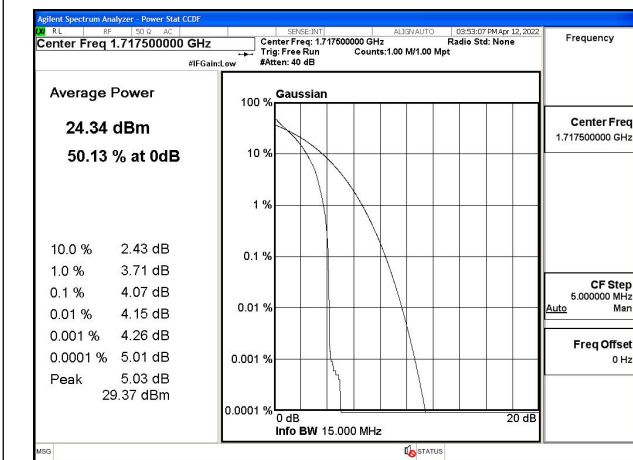 Agilent Spectrum Analyzer - Power Stat CCDF
RL RF 50 Ω AC SENSE:INT ALIGN AUTO 03:53:07 PM Apr 12, 2022
Center Freq 1.717500000 GHz
Center Freq: 1.717500000 GHz Radio Std: None
Trig: Free Run Counts:1.00 M/1.00 Mpt
#IFGain:Low #Atten: 40 dB
Frequency
Average Power
24.34 dBm
50.13 % at 0dB
10.0 % 2.43 dB
1.0 % 3.71 dB
0.1 % 4.07 dB
0.01 % 4.15 dB
0.001 % 4.26 dB
0.0001 % 5.01 dB
Peak 5.03 dB
29.37 dBm
Gaussian
100 %
10 %
1 %
0.1 %
0.01 %
0.001 %
0.0001 %
0 dB 20 dB
Info BW 15.000 MHz
Center Freq
1.717500000 GHz
CF Step
5.000000 MHz
Auto Man
Freq Offset
0 Hz
MSG STATUS